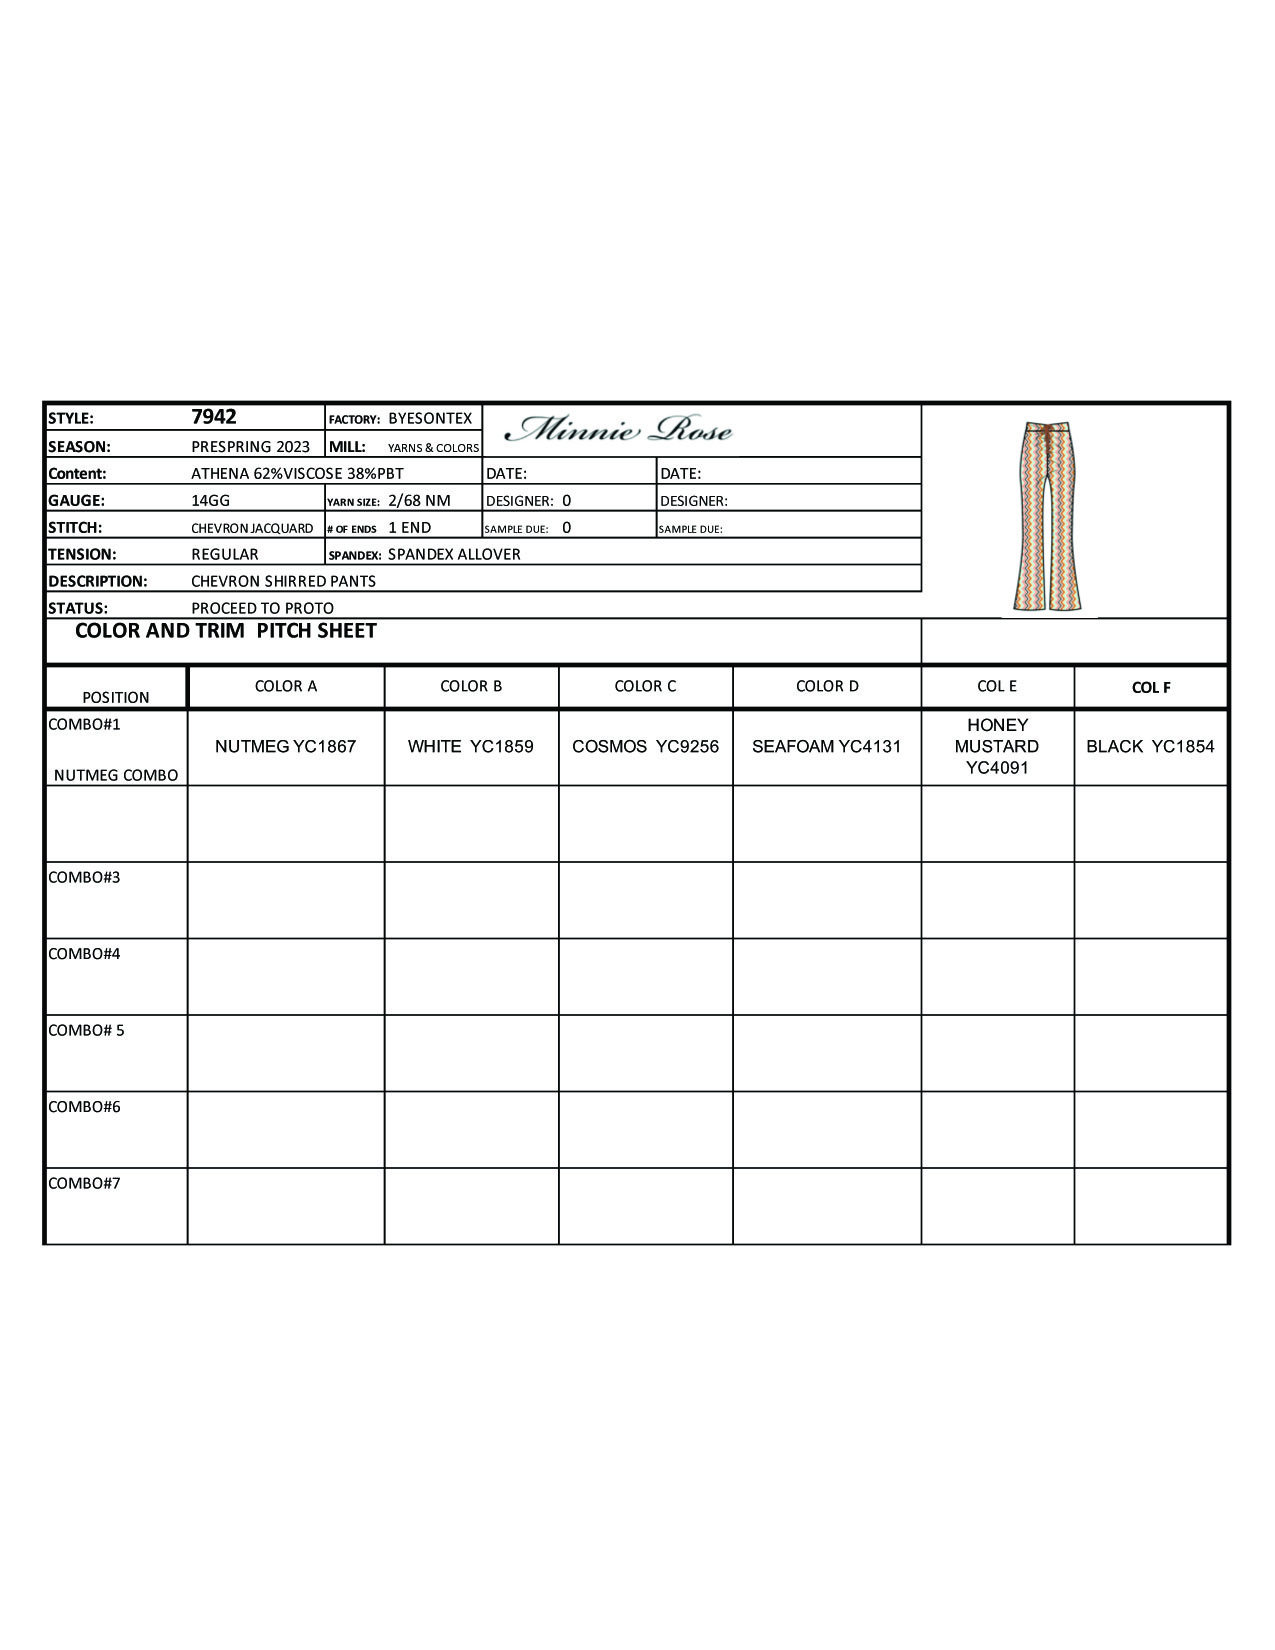 STYLE: 7942 FACTORY: BYESONTEX Minnie Rose
SEASON: PRESPRING 2023 MILL: YARNS & COLORS
Content: ATHENA 62%VISCOSE 38%PBT DATE: DATE:
GAUGE: 14GG YARN SIZE: 2/68 NM DESIGNER: 0 DESIGNER:
STITCH: CHEVRON JACQUARD # OF ENDS 1 END SAMPLE DUE: 0 SAMPLE DUE:
TENSION: REGULAR SPANDEX: SPANDEX ALLOVER
DESCRIPTION: CHEVRON SHIRRED PANTS
STATUS: PROCEED TO PROTO
COLOR AND TRIM PITCH SHEET
POSITION COLOR A COLOR B COLOR C COLOR D COL E COL F
COMBO#1
NUTMEG COMBO
NUTMEG YC1867
WHITE YC1859
COSMOS YC9256
SEAFOAM YC4131
HONEY
MUSTARD
YC4091
BLACK YC1854
COMBO#3
COMBO#4
COMBO# 5
COMBO#6
COMBO#7